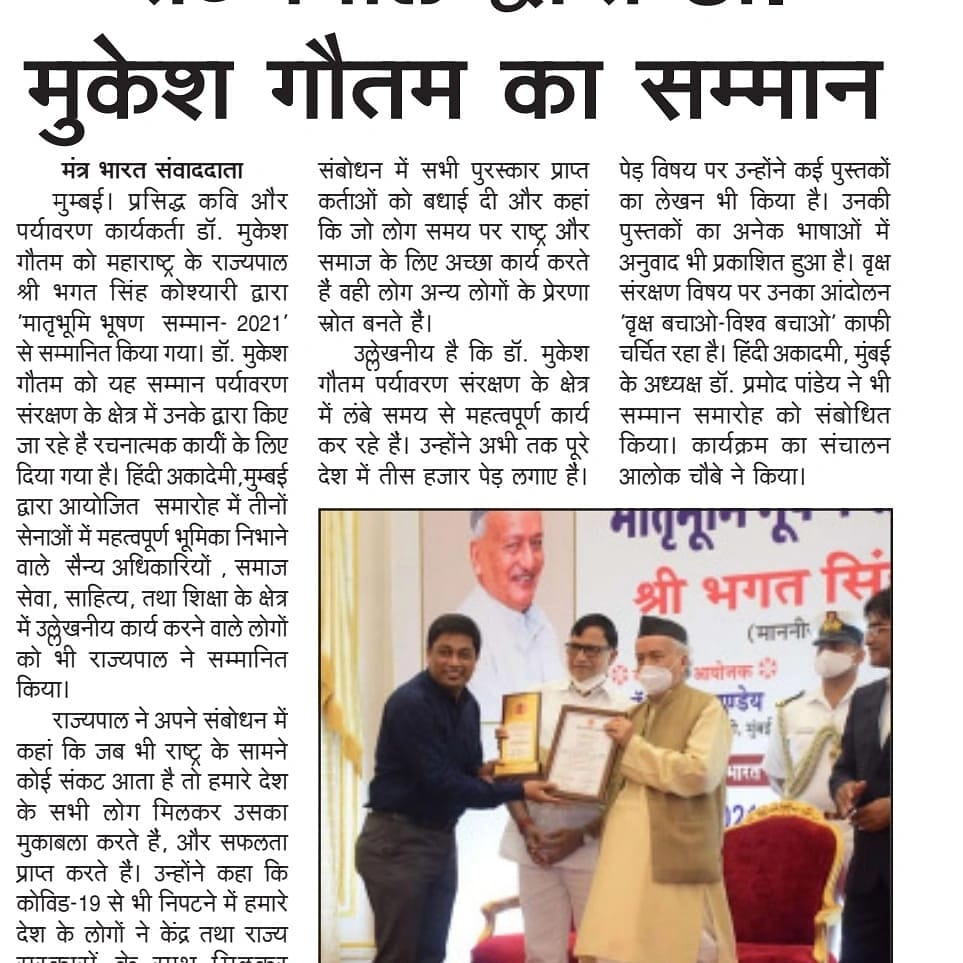 मुकेश गौतम का सम्मान
मंत्र भारत संवाददाता
मुम्बई। प्रसिद्ध कवि और
पर्यावरण कार्यकर्ता डॉ. मुकेश
गौतम को महाराष्ट्र के राज्यपाल
श्री भगत सिंह कोश्यारी द्वारा
'मातृभूमि भूषण सम्मान- 2021'
से सम्मानित किया गया। डॉ. मुकेश
गौतम को यह सम्मान पर्यावरण
संरक्षण के क्षेत्र में उनके द्वारा किए
जा रहे है रचनात्मक कार्यों के लिए
दिया गया है। हिंदी अकादेमी,मुम्बई
द्वारा आयोजित समारोह में तीनों
सेनाओं में महत्वपूर्ण भूमिका निभाने
वाले सैन्य अधिकारियों , समाज
सेवा, साहित्य, तथा शिक्षा के क्षेत्र
में उल्लेखनीय कार्य करने वाले लोगों
को भी राज्यपाल ने सम्मानित
किया।
राज्यपाल ने अपने संबोधन में
कहां कि जब भी राष्ट्र के सामने
कोई संकट आता है तो हमारे देश
के सभी लोग मिलकर उसका
मुकाबला करते हैं, और सफलता
प्राप्त करते हैं। उन्होंने कहा कि
कोविड-19 से भी निपटने में हमारे
देश के लोगों ने केंद्र तथा राज्य
संबोधन में सभी पुरस्कार प्राप्त
कर्ताओं को बधाई दी और कहां
कि जो लोग समय पर राष्ट्र और
समाज के लिए अच्छा कार्य करते
हैं वही लोग अन्य लोगों के प्रेरणा
स्रोत बनते हैं।
उल्लेखनीय है कि डॉ. मुकेश
गौतम पर्यावरण संरक्षण के क्षेत्र
में लंबे समय से महत्वपूर्ण कार्य
कर रहे हैं। उन्होंने अभी तक पूरे
देश में तीस हजार पेड़ लगाए हैं।
पेड़ विषय पर उन्होंने कई पुस्तकों
का लेखन भी किया है। उनकी
पुस्तकों का अनेक भाषाओं में
अनुवाद भी प्रकाशित हुआ है। वृक्ष
संरक्षण विषय पर उनका आंदोलन
'वृक्ष बचाओ-विश्व बचाओ' काफी
चर्चित रहा है। हिंदी अकादमी, मुंबई
के अध्यक्ष डॉ. प्रमोद पांडेय ने भी
सम्मान समारोह को संबोधित
किया। कार्यक्रम का संचालन
आलोक चौबे ने किया।
मातृभूमि
श्री भगत सिं
(माननी
आयोजक
ण्डेय
मुंबई
भारत